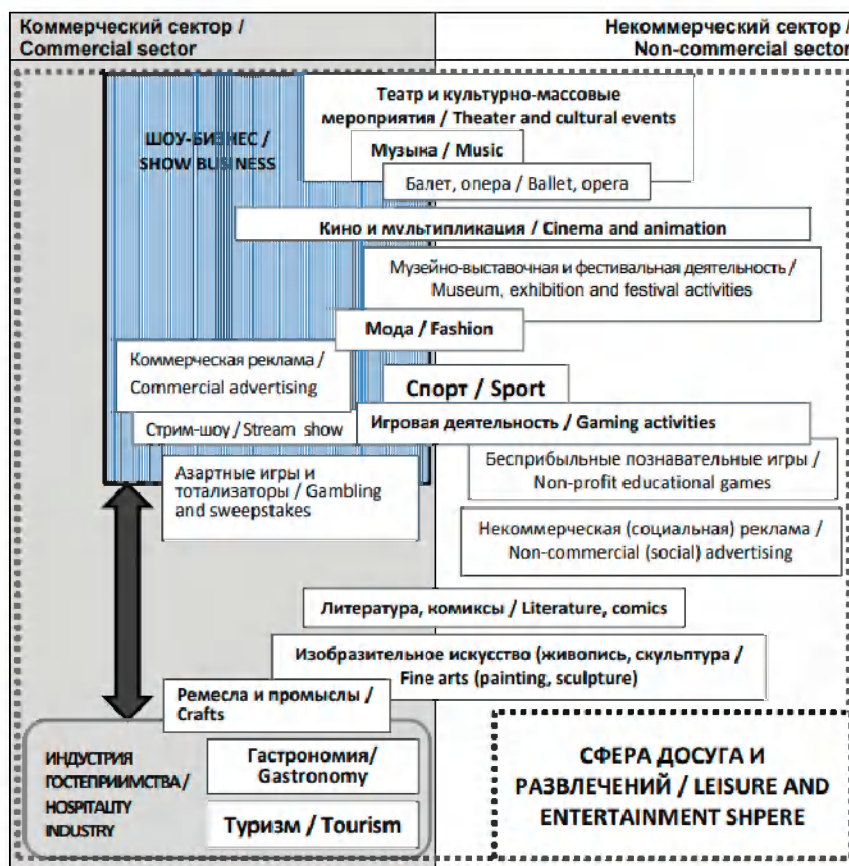 Коммерческий сектор /
Commercial sector
Некоммерческий сектор /
Non-commercial sector
ШОУ-БИЗНЕС /
SHOW BUSINESS
Театр и культурно-массовые
мероприятия / Theater and cultural events
Музыка / Music
Балет, опера / Ballet, opera
Кино и мультипликация / Cinema and animation
Музейно-выставочная и фестивальная деятельность /
Museum, exhibition and festival activities
Мода / Fashion
Коммерческая реклама /
Commercial advertising
Спорт / Sport
Стрим-шоу / Stream show
Игровая деятельность / Gaming activities
Азартные игры и
тотализаторы / Gambling
and sweepstakes
Бесприбыльные познавательные игры /
Non-profit educational games
Некоммерческая (социальная) реклама /
Non-commercial (social) advertising
Литература, комиксы / Literature, comics
Изобразительное искусство (живопись, скульптура /
Fine arts (painting, sculpture)
Ремесла и промыслы /
Crafts
ИНДУСТРИЯ
ГОСТЕПРИИМСТВА /
HOSPITALITY
INDUSTRY
Гастрономия/
Gastronomy
Туризм / Tourism
СФЕРА ДОСУГА И
РАЗВЛЕЧЕНИЙ / LEISURE AND
ENTERTAINMENT SHPERE